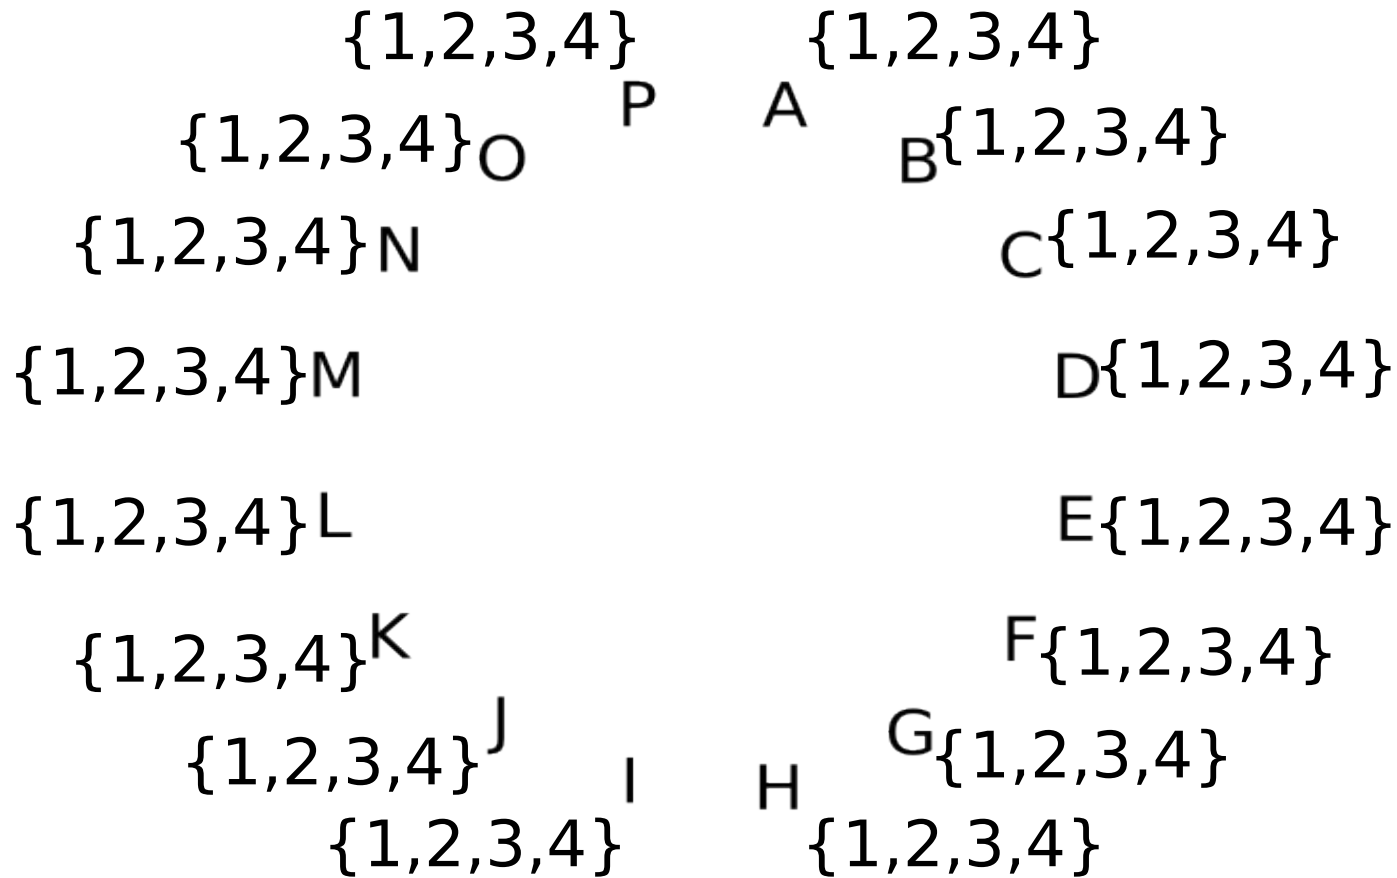 {1,2,3,4} {1,2,3,4}
P A
{1,2,3,4} O B {1,2,3,4}
{1,2,3,4} N C {1,2,3,4}
{1,2,3,4} M D {1,2,3,4}
{1,2,3,4} L E {1,2,3,4}
{1,2,3,4} K F {1,2,3,4}
{1,2,3,4} J G {1,2,3,4}
I H
{1,2,3,4} {1,2,3,4}